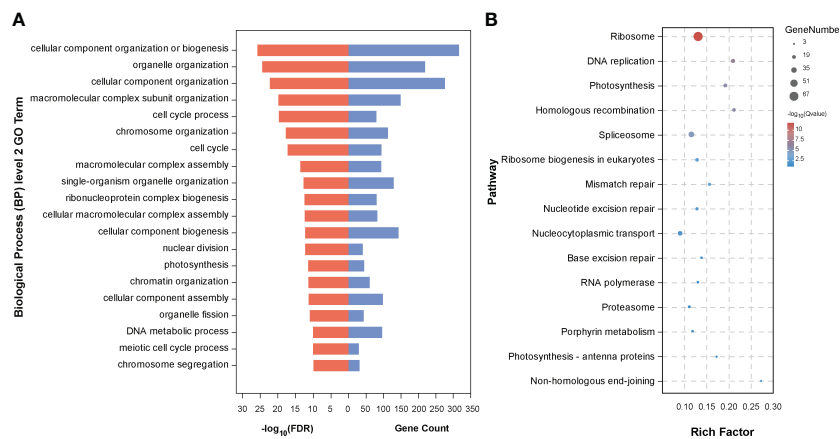 A
Biological Process (BP) level 2 GO Term
cellular component organization or biogenesis
organelle organization
cellular component organization
macromolecular complex subunit organization
cell cycle process
chromosome organization
cell cycle
macromolecular complex assembly
single-organism organelle organization
ribonucleoprotein complex biogenesis
cellular macromolecular complex assembly
cellular component biogenesis
nuclear division
photosynthesis
chromatin organization
cellular component assembly
organelle fission
DNA metabolic process
meiotic cell cycle process
chromosome segregation
30 25 20 15 10 5 0 50 100 150 200 250 300 350
-log10(FDR) Gene Count
B
Pathway
Ribosome
DNA replication
Photosynthesis
Homologous recombination
Spliceosome
Ribosome biogenesis in eukaryotes
Mismatch repair
Nucleotide excision repair
Nucleocytoplasmic transport
Base excision repair
RNA polymerase
Proteasome
Porphyrin metabolism
Photosynthesis - antenna proteins
Non-homologous end-joining
0.10 0.15 0.20 0.25 0.30
Rich Factor
GeneNumber
3
19
35
51
67
-log10(Qvalue)
10
7.5
5
2.5